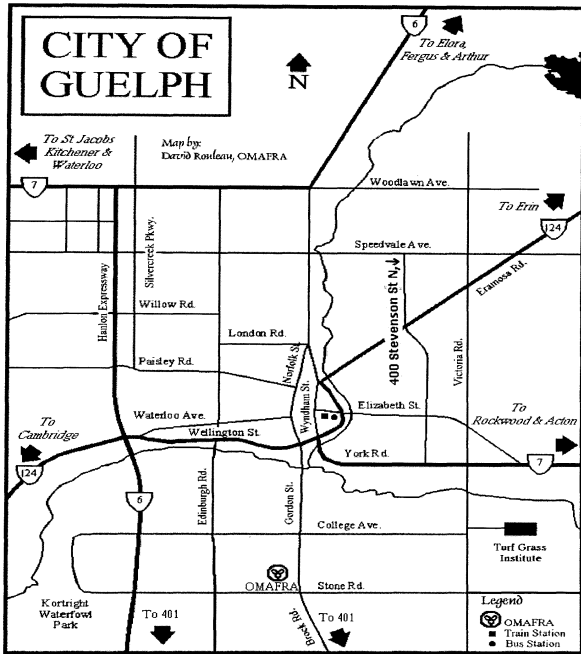 CITY OF
GUELPH
6
To Elora,
Fergus & Arthur
N
To St Jacobs
Kitchener &
Waterloo
Map by:
David Rouleau, OMAFRA
7
Woodlawn Ave.
To Erin
124
Speedvale Ave.
Eramosa Rd.
Hanlon Expressway
Silvercreek Pkwy.
400 Stevenson St N,
Victoria Rd.
Willow Rd.
London Rd.
Norfolk St.
Paisley Rd.
Wyndham St.
Elizabeth St.
Waterloo Ave.
Wellington St.
To
Rockwood & Acton
To
Cambridge
York Rd.
7
124
6
Edinburgh Rd.
Gordon St.
College Ave.
Turf Grass
Institute
OMAFRA
Stone Rd.
Kortright
Waterfowl
Park
To 401
Brock Rd.
To 401
Legend
OMAFRA
Train Station
Bus Station